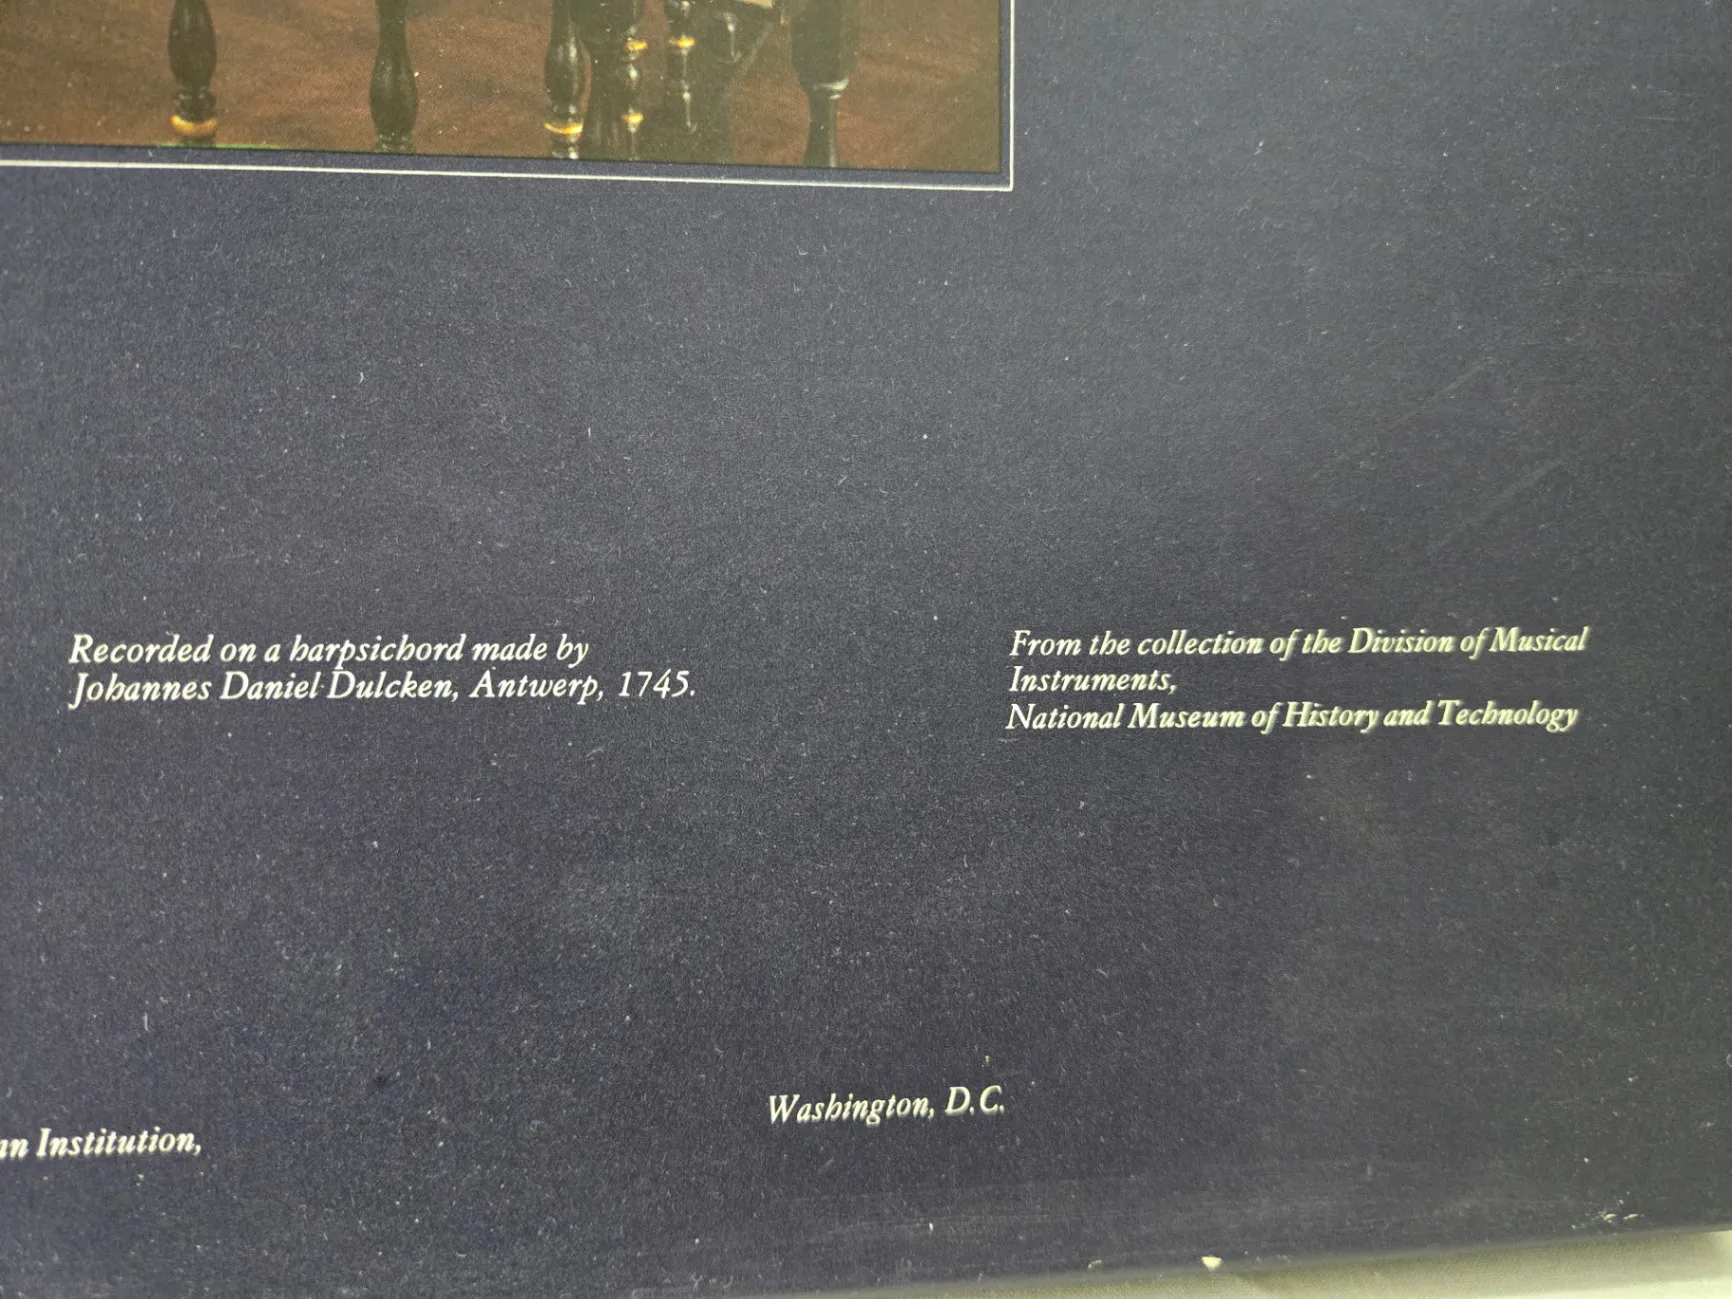 Recorded on a harpsichord made by
Johannes Daniel Dulcken, Antwerp, 1745.
From the collection of the Division of Musical
Instruments,
National Museum of History and Technology
Institution,
Washington, D.C.